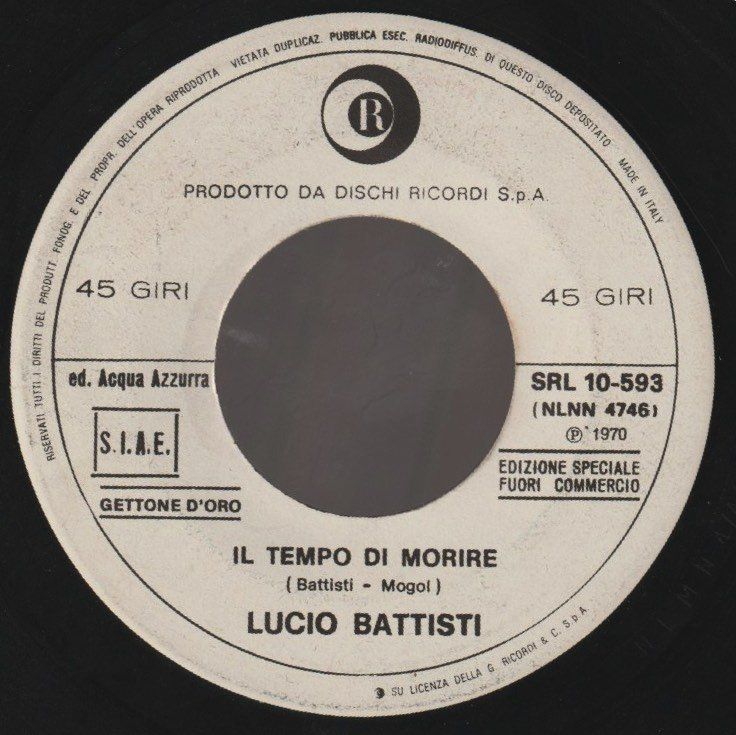 RISERVATI TUTTI I DIRITTI DEL PRODUTT. FONOG. E DEL PROPR. DELL'OPERA RIPRODOTTA VIETATA DUPLICAZ. PUBBLICA ESEC. RADIODIFFUS. DI QUESTO DISCO DEPOSITATO MADE IN ITALY
R
PRODOTTO DA DISCHI RICORDI S.p.A.
45 GIRI
45 GIRI
ed. Acqua Azzurra
SRL 10-593
(NLNN 4746)
Ⓟ 1970
S.I.A.E.
EDIZIONE SPECIALE
FUORI COMMERCIO
GETTONE D'ORO
IL TEMPO DI MORIRE
(Battisti - Mogol)
LUCIO BATTISTI
SU LICENZA DELLA G. RICORDI & C. S.p.A.